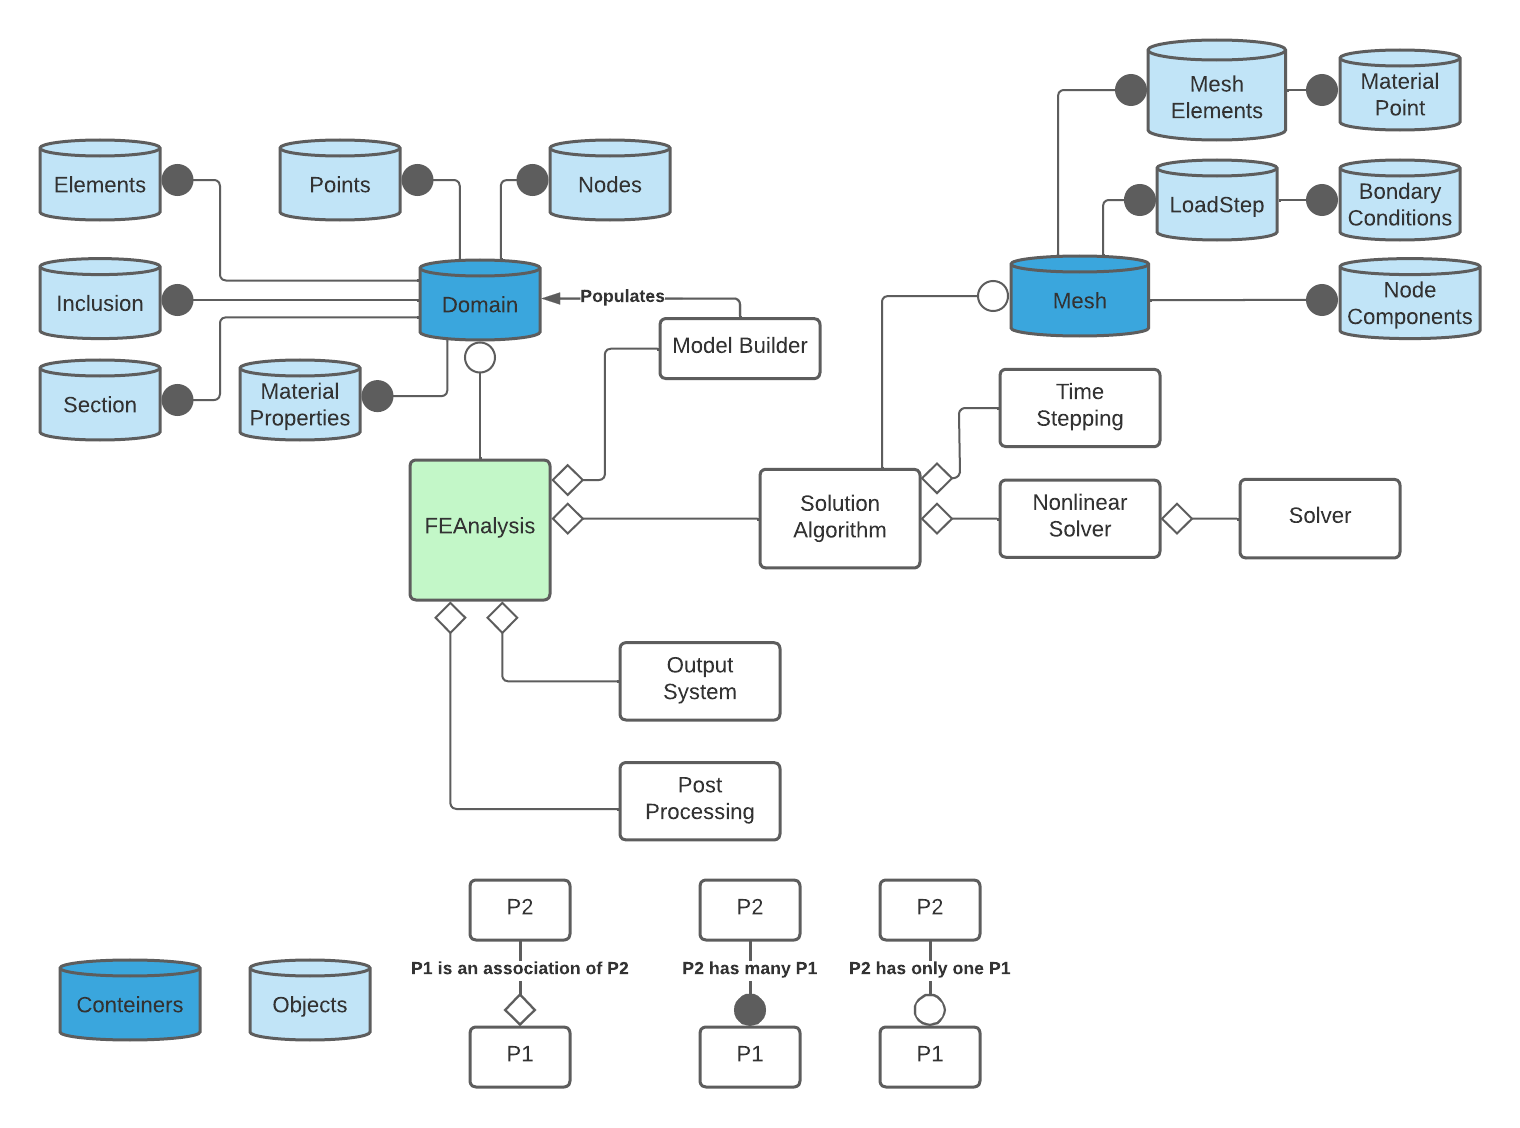 Mesh
Elements
Material
Point
Elements
Points
Nodes
LoadStep
Bondary
Conditions
Inclusion
Domain
Populates
Model Builder
Mesh
Node
Components
Section
Material
Properties
Time
Stepping
FEAnalysis
Solution
Algorithm
Nonlinear
Solver
Solver
Output
System
Post
Processing
P2
P1 is an association of P2
P1
P2
P2 has many P1
P1
P2
P2 has only one P1
P1
Conteiners
Objects